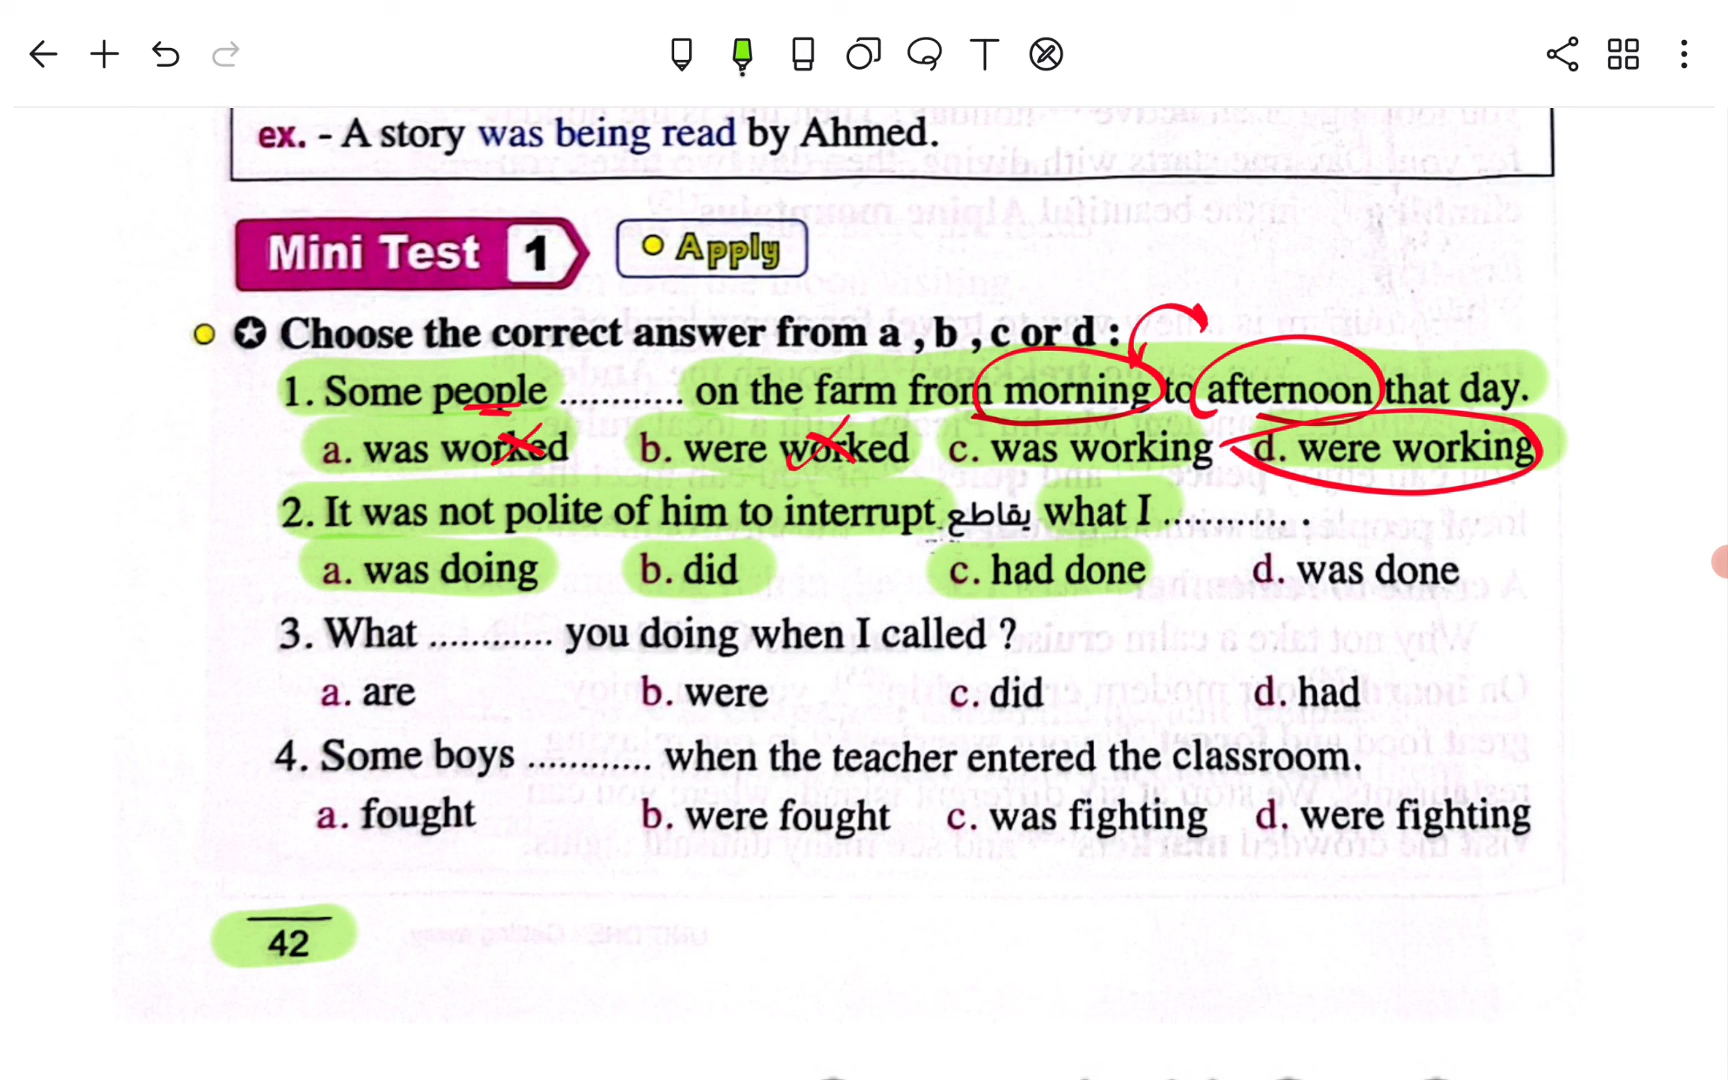 ex. - A story was being read by Ahmed.
Mini Test 1 Apply
Choose the correct answer from a , b , c or d :
1. Some people ............ on the farm from morning to afternoon that day.
a. was worked b. were worked c. was working d. were working
2. It was not polite of him to interrupt يقاطع what I ............ .
a. was doing b. did c. had done d. was done
3. What ............ you doing when I called ?
a. are b. were c. did d. had
4. Some boys ............ when the teacher entered the classroom.
a. fought b. were fought c. was fighting d. were fighting
42